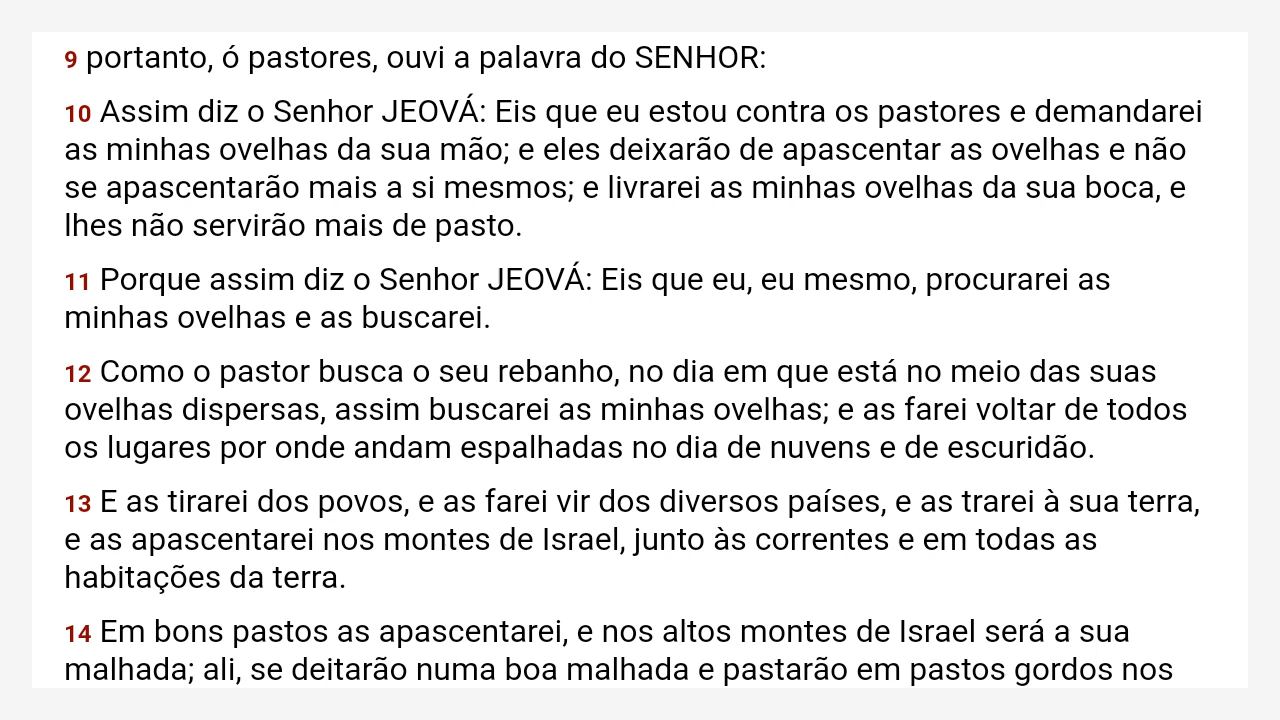 9 portanto, ó pastores, ouvi a palavra do SENHOR:
10 Assim diz o Senhor JEOVÁ: Eis que eu estou contra os pastores e demandarei
as minhas ovelhas da sua mão; e eles deixarão de apascentar as ovelhas e não
se apascentarão mais a si mesmos; e livrarei as minhas ovelhas da sua boca, e
lhes não servirão mais de pasto.
11 Porque assim diz o Senhor JEOVÁ: Eis que eu, eu mesmo, procurarei as
minhas ovelhas e as buscarei.
12 Como o pastor busca o seu rebanho, no dia em que está no meio das suas
ovelhas dispersas, assim buscarei as minhas ovelhas; e as farei voltar de todos
os lugares por onde andam espalhadas no dia de nuvens e de escuridão.
13 E as tirarei dos povos, e as farei vir dos diversos países, e as trarei à sua terra,
e as apascentarei nos montes de Israel, junto às correntes e em todas as
habitações da terra.
14 Em bons pastos as apascentarei, e nos altos montes de Israel será a sua
malhada; ali, se deitarão numa boa malhada e pastarão em pastos gordos nos